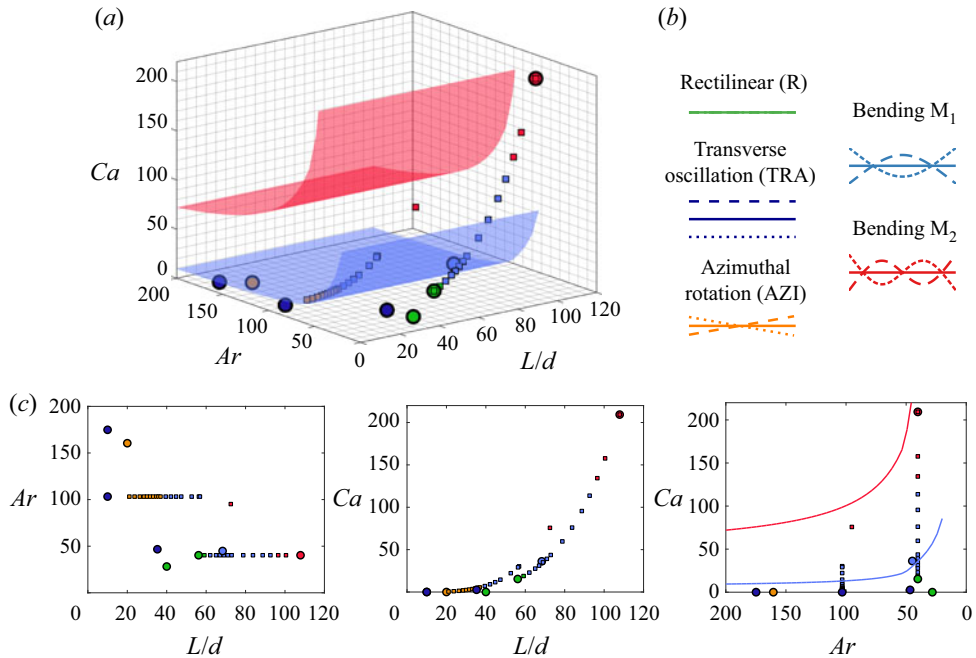 (a)
200
150
100
50
0
Ca
200
150
100
50
0
Ar
20
40
60
80
100
120
L/d
(b)
Rectilinear (R)
Transverse
oscillation (TRA)
Azimuthal
rotation (AZI)
Bending M1
Bending M2
(c)
200
150
100
50
Ar
0 20 40 60 80 100 120
L/d
200
150
100
50
0
Ca
0 20 40 60 80 100 120
L/d
200
150
100
50
0
Ca
200 150 100 50 0
Ar